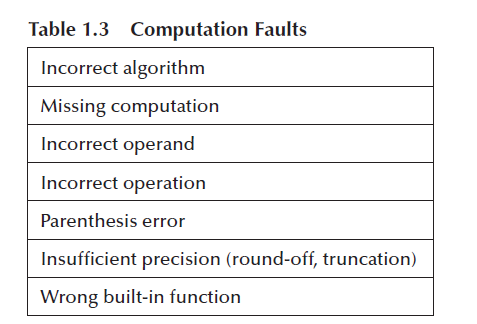 Table 1.3 Computation Faults
Incorrect algorithm
Missing computation
Incorrect operand
Incorrect operation
Parenthesis error
Insufficient precision (round-off, truncation)
Wrong built-in function